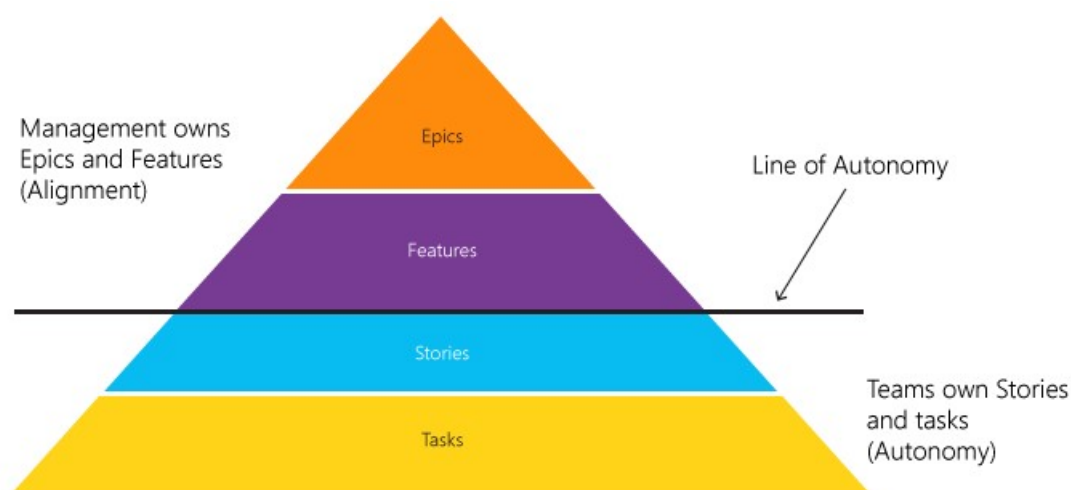 Epics
Management owns
Epics and Features
(Alignment)
Line of Autonomy
Features
Stories
Teams own Stories
and tasks
(Autonomy)
Tasks